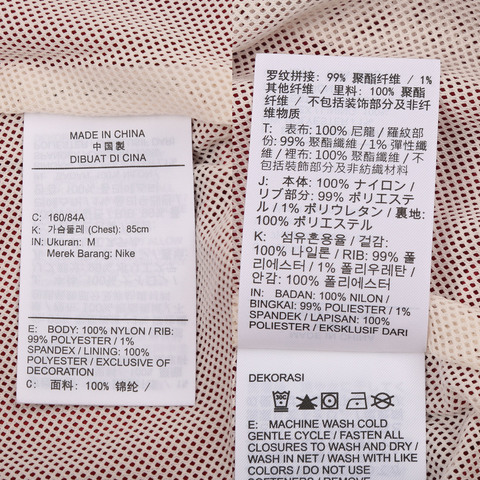 MADE IN CHINA
中国製
DIBUAT DI CINA
C: 160/84A
K: 가슴둘레 (Chest): 85cm
IN: Ukuran: M
Merek Barang: Nike
E: BODY: 100% NYLON / RIB:
99% POLYESTER / 1%
SPANDEX / LINING: 100%
POLYESTER / EXCLUSIVE OF
DECORATION
C: 面料: 100% 锦纶 /
罗纹拼接: 99% 聚酯纤维 / 1%
其他纤维 / 里料: 100% 聚酯
纤维 / 不包括装饰部分及非纤
维物质
T: 表布: 100% 尼龍 / 羅紋部
份: 99% 聚酯纖維 / 1% 彈性纖
維 / 裡布: 100% 聚酯纖維 / 不
包括裝飾部分及非紡織材料
J: 本体: 100% ナイロン /
リブ部分: 99% ポリエステ
ル / 1% ポリウレタン / 裏地:
100% ポリエステル
K: 섬유혼용율 / 겉감:
100% 나일론 / RIB: 99% 폴
리에스터 / 1% 폴리우레탄 /
안감: 100% 폴리에스터
IN: BADAN: 100% NILON /
BINGKAI: 99% POLIESTER / 1%
SPANDEK / LAPISAN: 100%
POLIESTER / EKSKLUSIF DARI
DEKORASI
E: MACHINE WASH COLD
GENTLE CYCLE / FASTEN ALL
CLOSURES TO WASH AND DRY /
WASH IN NET / WASH WITH LIKE
COLORS / DO NOT USE